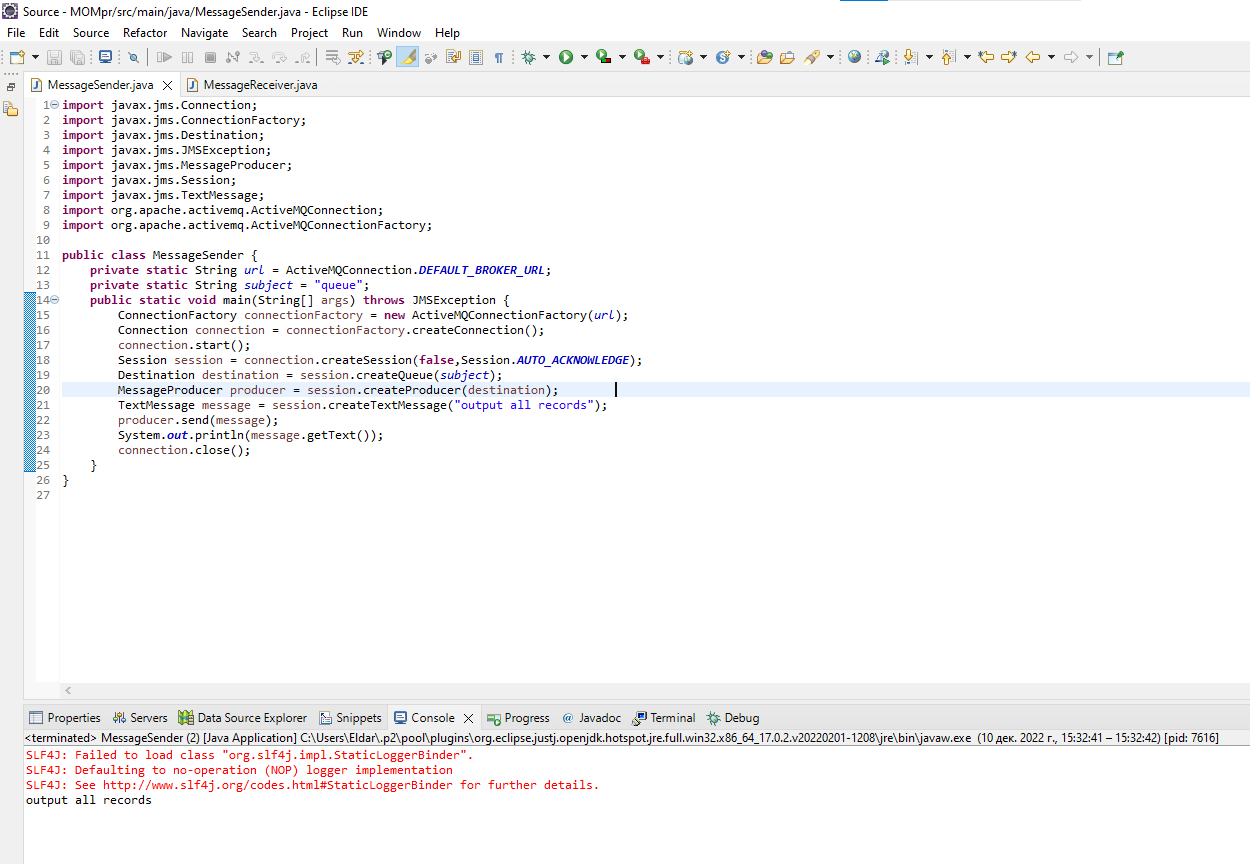 Source - MOMpr/src/main/java/MessageSender.java - Eclipse IDE
File Edit Source Refactor Navigate Search Project Run Window Help
MessageSender.java MessageReceiver.java
1 import javax.jms.Connection;
2 import javax.jms.ConnectionFactory;
3 import javax.jms.Destination;
4 import javax.jms.JMSException;
5 import javax.jms.MessageProducer;
6 import javax.jms.Session;
7 import javax.jms.TextMessage;
8 import org.apache.activemq.ActiveMQConnection;
9 import org.apache.activemq.ActiveMQConnectionFactory;
10
11 public class MessageSender {
12     private static String url = ActiveMQConnection.DEFAULT_BROKER_URL;
13     private static String subject = "queue";
14     public static void main(String[] args) throws JMSException {
15         ConnectionFactory connectionFactory = new ActiveMQConnectionFactory(url);
16         Connection connection = connectionFactory.createConnection();
17         connection.start();
18         Session session = connection.createSession(false,Session.AUTO_ACKNOWLEDGE);
19         Destination destination = session.createQueue(subject);
20         MessageProducer producer = session.createProducer(destination);
21         TextMessage message = session.createTextMessage("output all records");
22         producer.send(message);
23         System.out.println(message.getText());
24         connection.close();
25     }
26 }
27
Properties Servers Data Source Explorer Snippets Console Progress Javadoc Terminal Debug
<terminated> MessageSender (2) [Java Application] C:\Users\Eldar\.p2\pool\plugins\org.eclipse.justj.openjdk.hotspot.jre.full.win32.x86_64_17.0.2.v20220201-1208\jre\bin\javaw.exe (10 дек. 2022 г., 15:32:41 – 15:32:42) [pid: 7616]
SLF4J: Failed to load class "org.slf4j.impl.StaticLoggerBinder".
SLF4J: Defaulting to no-operation (NOP) logger implementation
SLF4J: See http://www.slf4j.org/codes.html#StaticLoggerBinder for further details.
output all records